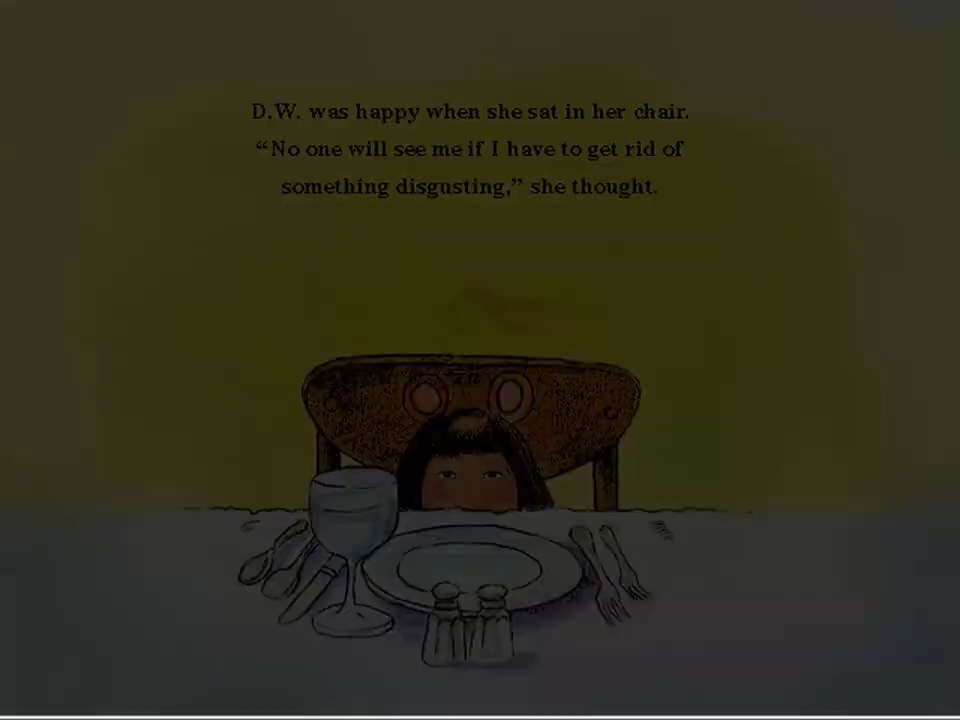 D.W. was happy when she sat in her chair.
“No one will see me if I have to get rid of
something disgusting,” she thought.